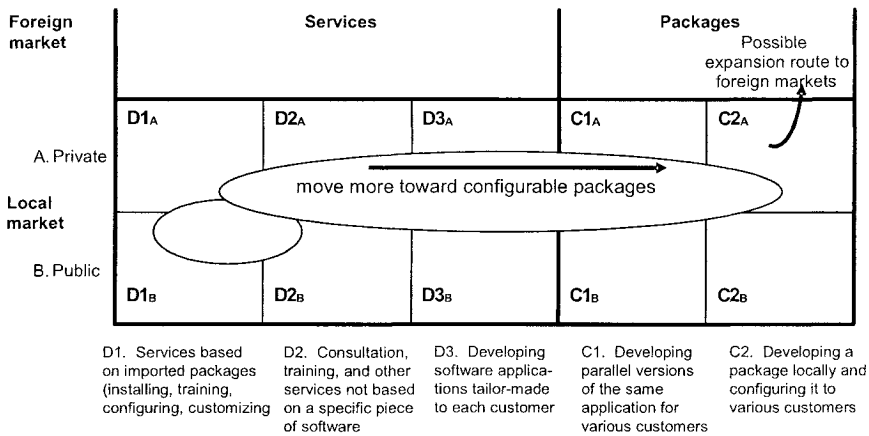 Foreign
market
Services
Packages
Possible
expansion route to
foreign markets
D1A
D2A
D3A
C1A
C2A
A. Private
move more toward configurable packages
Local
market
B. Public
D1B
D2B
D3B
C1B
C2B
D1. Services based
on imported packages
(installing, training,
configuring, customizing
D2. Consultation,
training, and other
services not based
on a specific piece
of software
D3. Developing
software applica-
tions tailor-made
to each customer
C1. Developing
parallel versions
of the same
application for
various customers
C2. Developing a
package locally and
configuring it to
various customers